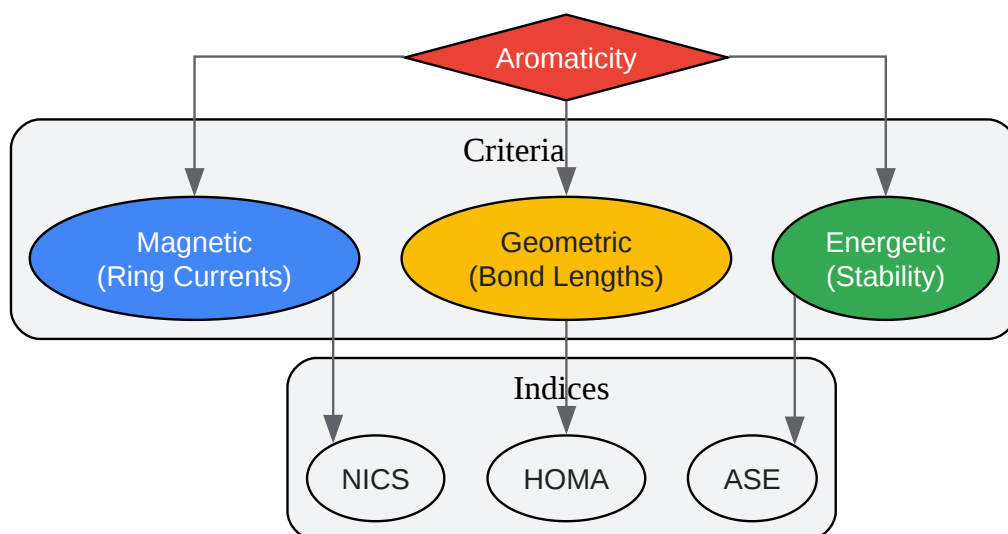 Aromaticity
Criteria
Magnetic
(Ring Currents)
Geometric
(Bond Lengths)
Energetic
(Stability)
Indices
NICS
HOMA
ASE